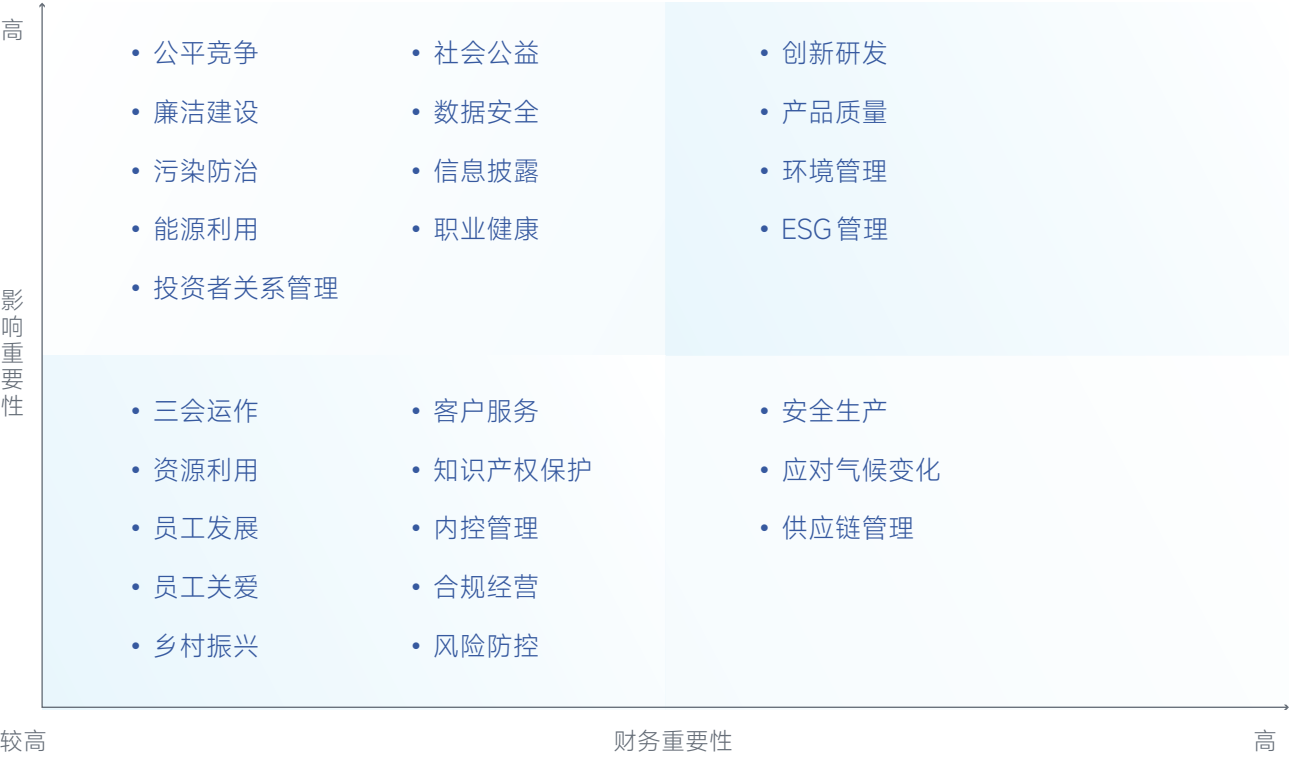 高
• 公平竞争
• 廉洁建设
• 污染防治
• 能源利用
• 投资者关系管理
• 社会公益
• 数据安全
• 信息披露
• 职业健康
• 创新研发
• 产品质量
• 环境管理
• ESG管理
影响重要性
• 三会运作
• 资源利用
• 员工发展
• 员工关爱
• 乡村振兴
• 客户服务
• 知识产权保护
• 内控管理
• 合规经营
• 风险防控
• 安全生产
• 应对气候变化
• 供应链管理
较高
财务重要性
高